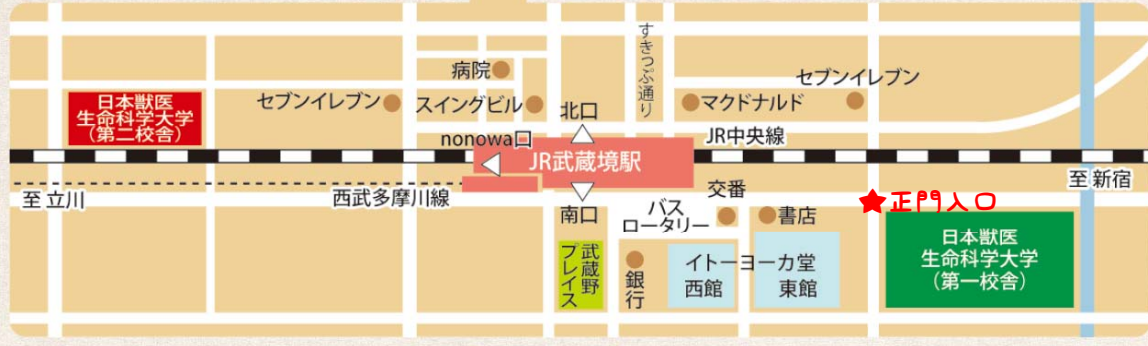 すきっぷ通り
病院
セブンイレブン
日本獣医
生命科学大学
(第二校舎)
セブンイレブン
スイングビル
北口
マクドナルド
nonowa口
JR中央線
JR武蔵境駅
至 立川
西武多摩川線
至 新宿
交番
正門入口
南口
バス
ロータリー
書店
武蔵野
プレイス
銀行
イトーヨーカ堂
西館
東館
日本獣医
生命科学大学
(第一校舎)